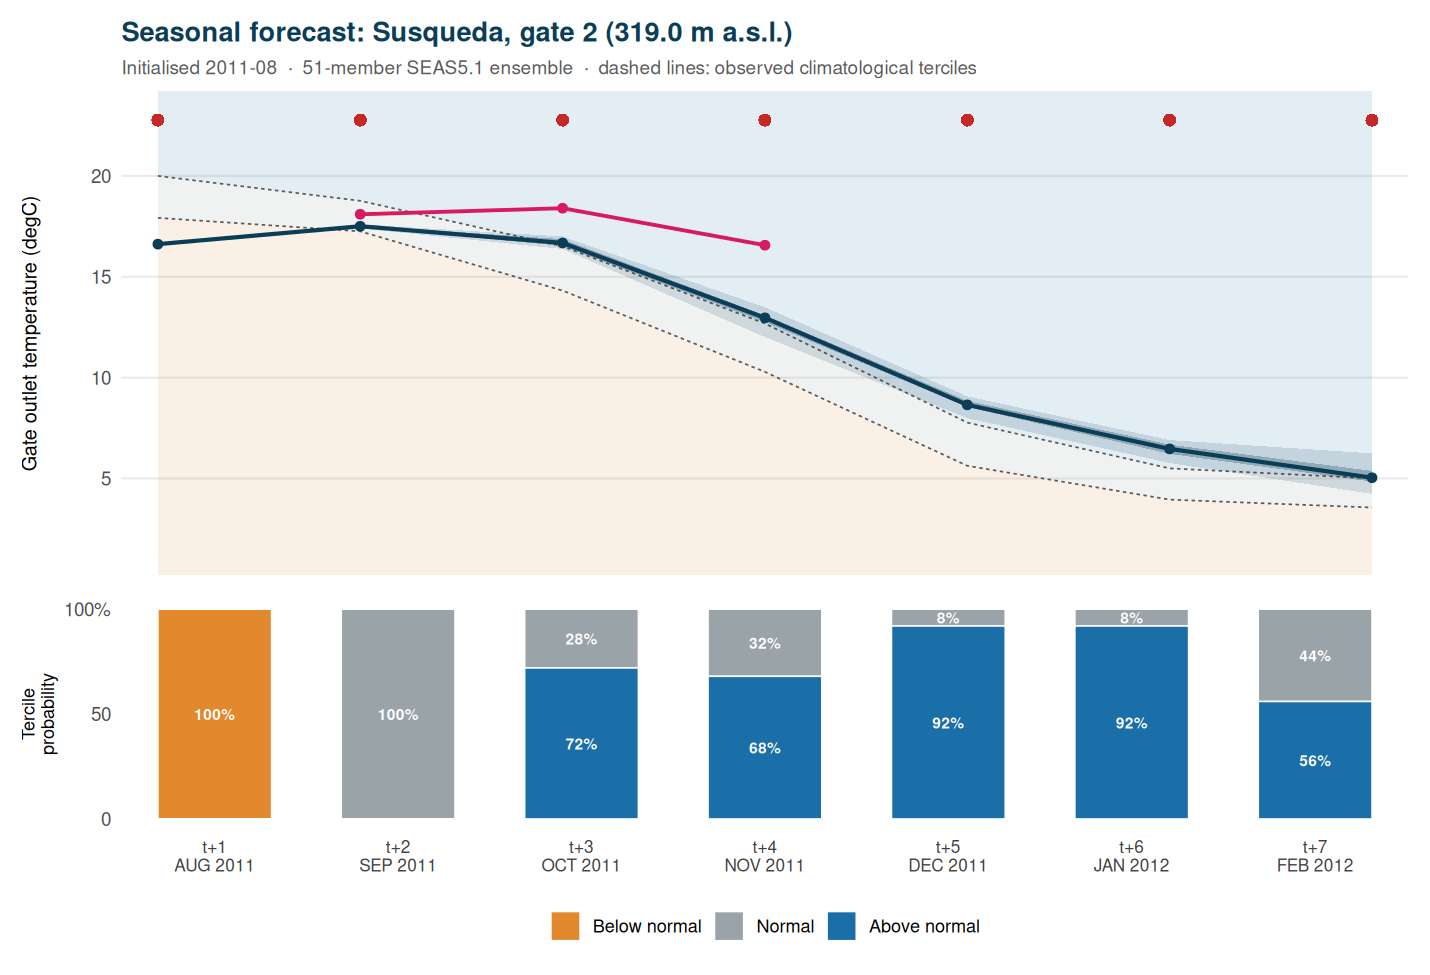 Seasonal forecast: Susqueda, gate 2 (319.0 m a.s.l.)
Initialised 2011-08 · 51-member SEAS5.1 ensemble · dashed lines: observed climatological terciles
Gate outlet temperature (degC)
20
15
10
5
Tercile
probability
100%
50
0
100%
100%
28%
72%
32%
68%
8%
92%
8%
92%
44%
56%
t+1
AUG 2011
t+2
SEP 2011
t+3
OCT 2011
t+4
NOV 2011
t+5
DEC 2011
t+6
JAN 2012
t+7
FEB 2012
Below normal
Normal
Above normal